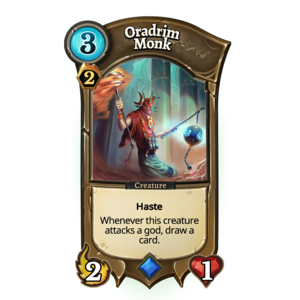 Oradrim
Monk
3
2
Creature
Haste
Whenever this creature
attacks a god, draw a
card.
2
1